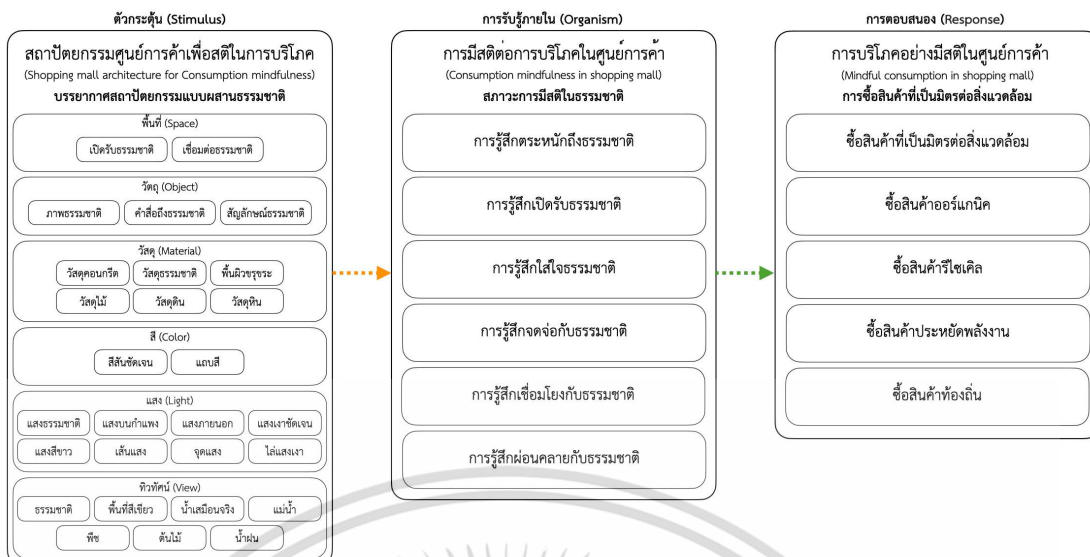 ตัวกระตุ้น (Stimulus)
สถาปัตยกรรมศูนย์การค้าเพื่อสติในการบริโภค
(Shopping mall architecture for Consumption mindfulness)
บรรยากาศสถาปัตยกรรมแบบผสานธรรมชาติ
พื้นที่ (Space)
เปิดรับธรรมชาติ เชื่อมต่อธรรมชาติ
วัตถุ (Object)
ภาพธรรมชาติ คำสื่อถึงธรรมชาติ สัญลักษณ์ธรรมชาติ
วัสดุ (Material)
วัสดุคอนกรีต วัสดุธรรมชาติ พื้นผิวขรุขระ
วัสดุไม้ วัสดุดิน วัสดุหิน
สี (Color)
สีสันชัดเจน แถบสี
แสง (Light)
แสงธรรมชาติ แสงบนกำแพง แสงภายนอก แสงเงาชัดเจน
แสงสีขาว เส้นแสง จุดแสง ไล่แสงเงา
ทิวทัศน์ (View)
ธรรมชาติ พื้นที่สีเขียว น้ำเสมือนจริง แม่น้ำ
พืช ต้นไม้ น้ำฝน
การรับรู้ภายใน (Organism)
การมีสติต่อการบริโภคในศูนย์การค้า
(Consumption mindfulness in shopping mall)
สภาวะการมีสติในธรรมชาติ
การรู้สึกตระหนักถึงธรรมชาติ
การรู้สึกเปิดรับธรรมชาติ
การรู้สึกใส่ใจธรรมชาติ
การรู้สึกจดจ่อกับธรรมชาติ
การรู้สึกเชื่อมโยงกับธรรมชาติ
การรู้สึกผ่อนคลายกับธรรมชาติ
การตอบสนอง (Response)
การบริโภคอย่างมีสติในศูนย์การค้า
(Mindful consumption in shopping mall)
การซื้อสินค้าที่เป็นมิตรต่อสิ่งแวดล้อม
ซื้อสินค้าที่เป็นมิตรต่อสิ่งแวดล้อม
ซื้อสินค้าออร์แกนิค
ซื้อสินค้ารีไซเคิล
ซื้อสินค้าประหยัดพลังงาน
ซื้อสินค้าท้องถิ่น